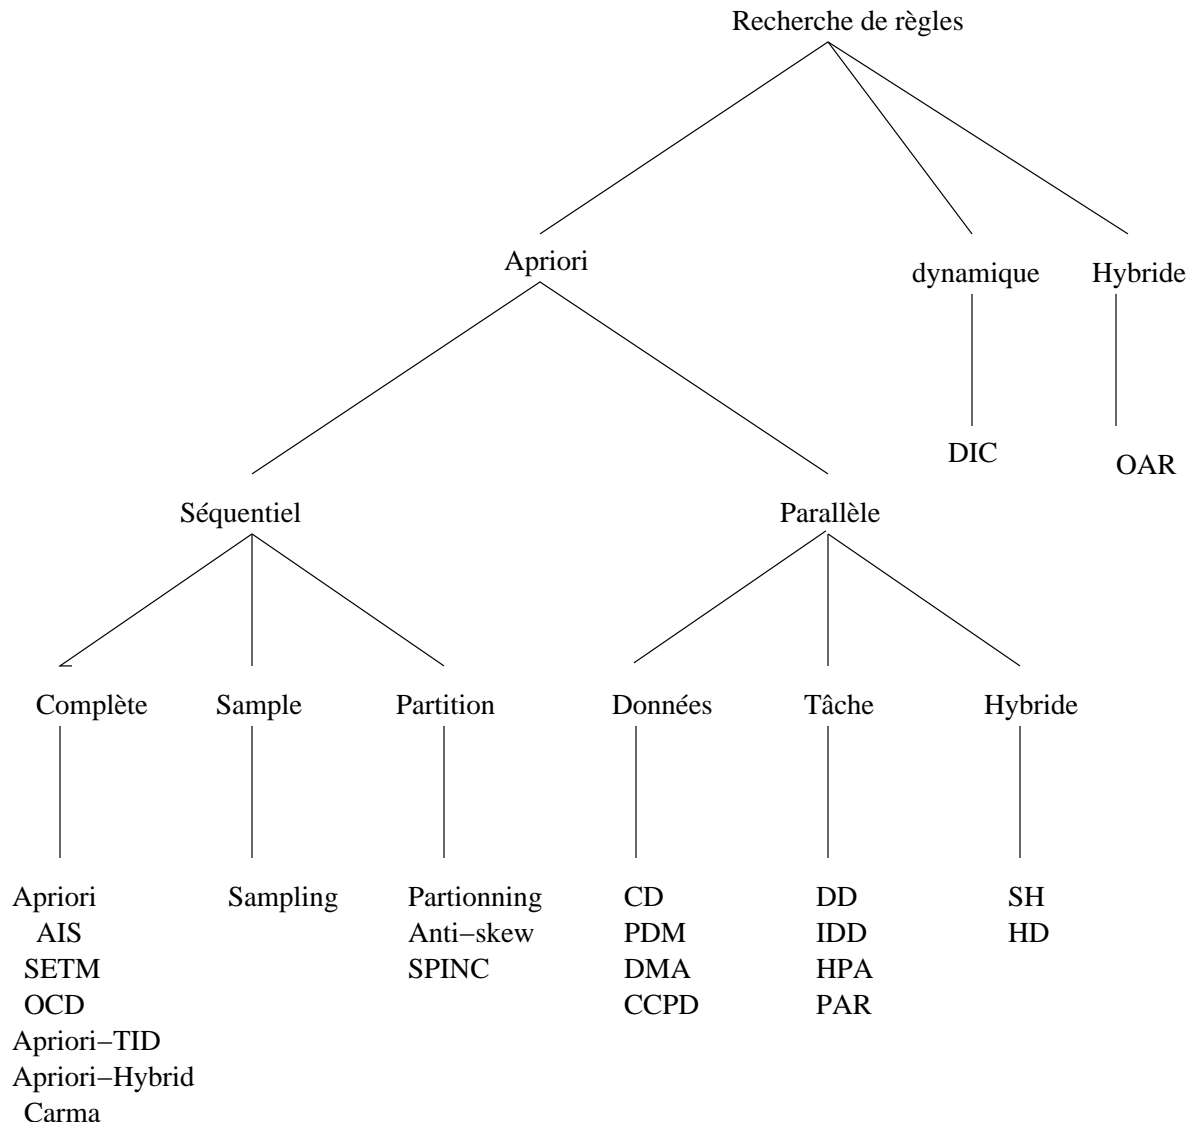 Recherche de règles
Apriori
dynamique
Hybride
DIC
OAR
Séquentiel
Parallèle
Complète
Sample
Partition
Données
Tâche
Hybride
Apriori
AIS
SETM
OCD
Apriori−TID
Apriori−Hybrid
Carma
Sampling
Partionning
Anti−skew
SPINC
CD
PDM
DMA
CCPD
DD
IDD
HPA
PAR
SH
HD